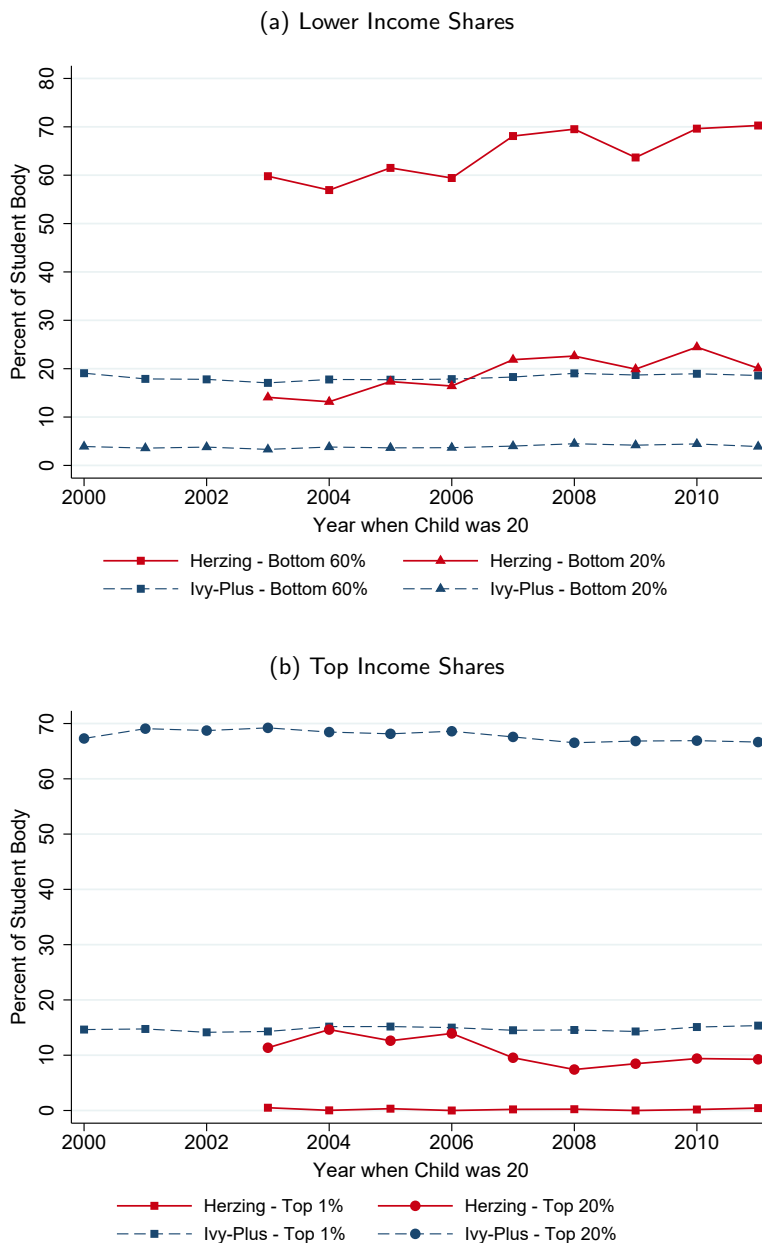 (a) Lower Income Shares
80
70
60
50
40
30
20
10
0
Percent of Student Body
2000 2002 2004 2006 2008 2010
Year when Child was 20
Herzing - Bottom 60% Herzing - Bottom 20%
Ivy-Plus - Bottom 60% Ivy-Plus - Bottom 20%
(b) Top Income Shares
70
60
50
40
30
20
10
0
Percent of Student Body
2000 2002 2004 2006 2008 2010
Year when Child was 20
Herzing - Top 1% Herzing - Top 20%
Ivy-Plus - Top 1% Ivy-Plus - Top 20%